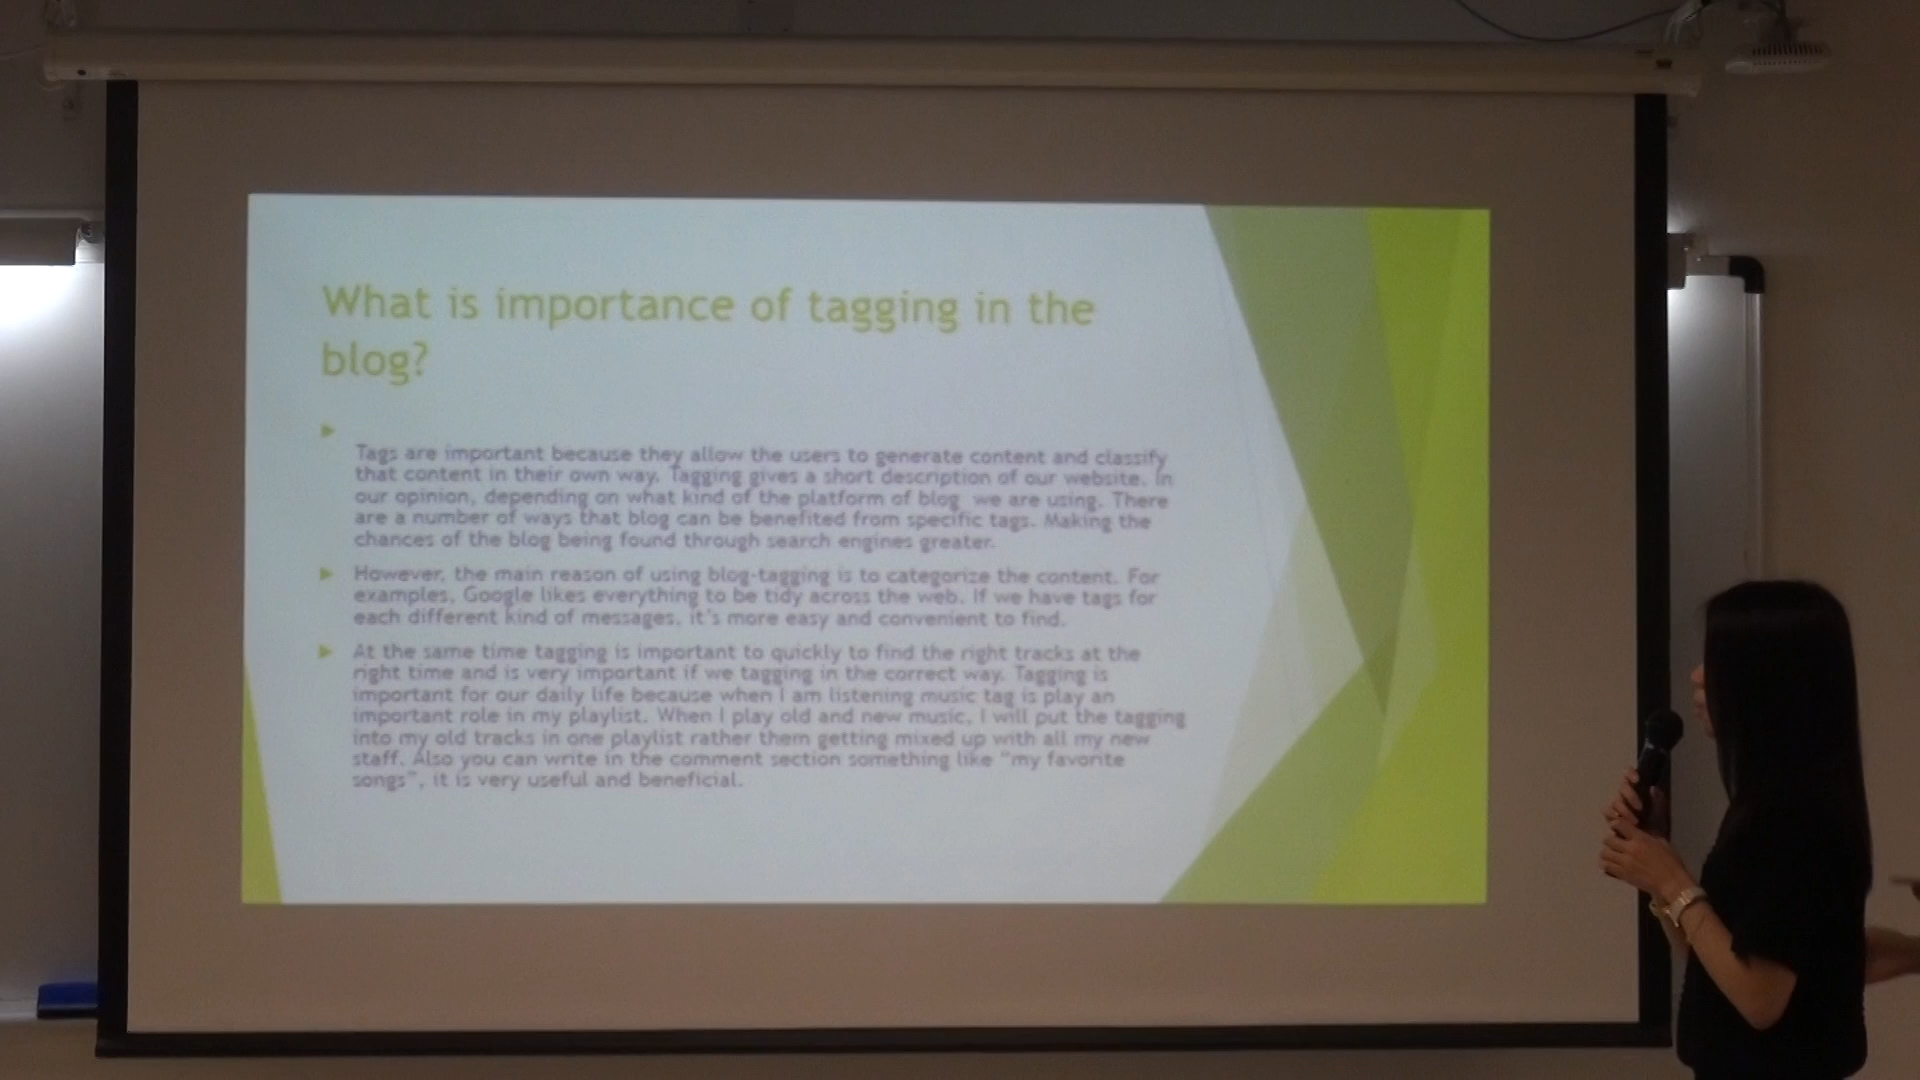 What is importance of tagging in the
blog?
Tags are important because they allow the users to generate content and classify
that content in their own way. Tagging gives a short description of our website. In
our opinion, depending on what kind of the platform of blog we are using. There
are a number of ways that blog can be benefited from specific tags. Making the
chances of the blog being found through search engines greater.
However, the main reason of using blog-tagging is to categorize the content. For
examples, Google likes everything to be tidy across the web. If we have tags for
each different kind of messages, it's more easy and convenient to find.
At the same time tagging is important to quickly to find the right tracks at the
right time and is very important if we tagging in the correct way. Tagging is
important for our daily life because when I am listening music tag is play an
important role in my playlist. When I play old and new music, I will put the tagging
into my old tracks in one playlist rather them getting mixed up with all my new
staff. Also you can write in the comment section something like "my favorite
songs", it is very useful and beneficial.